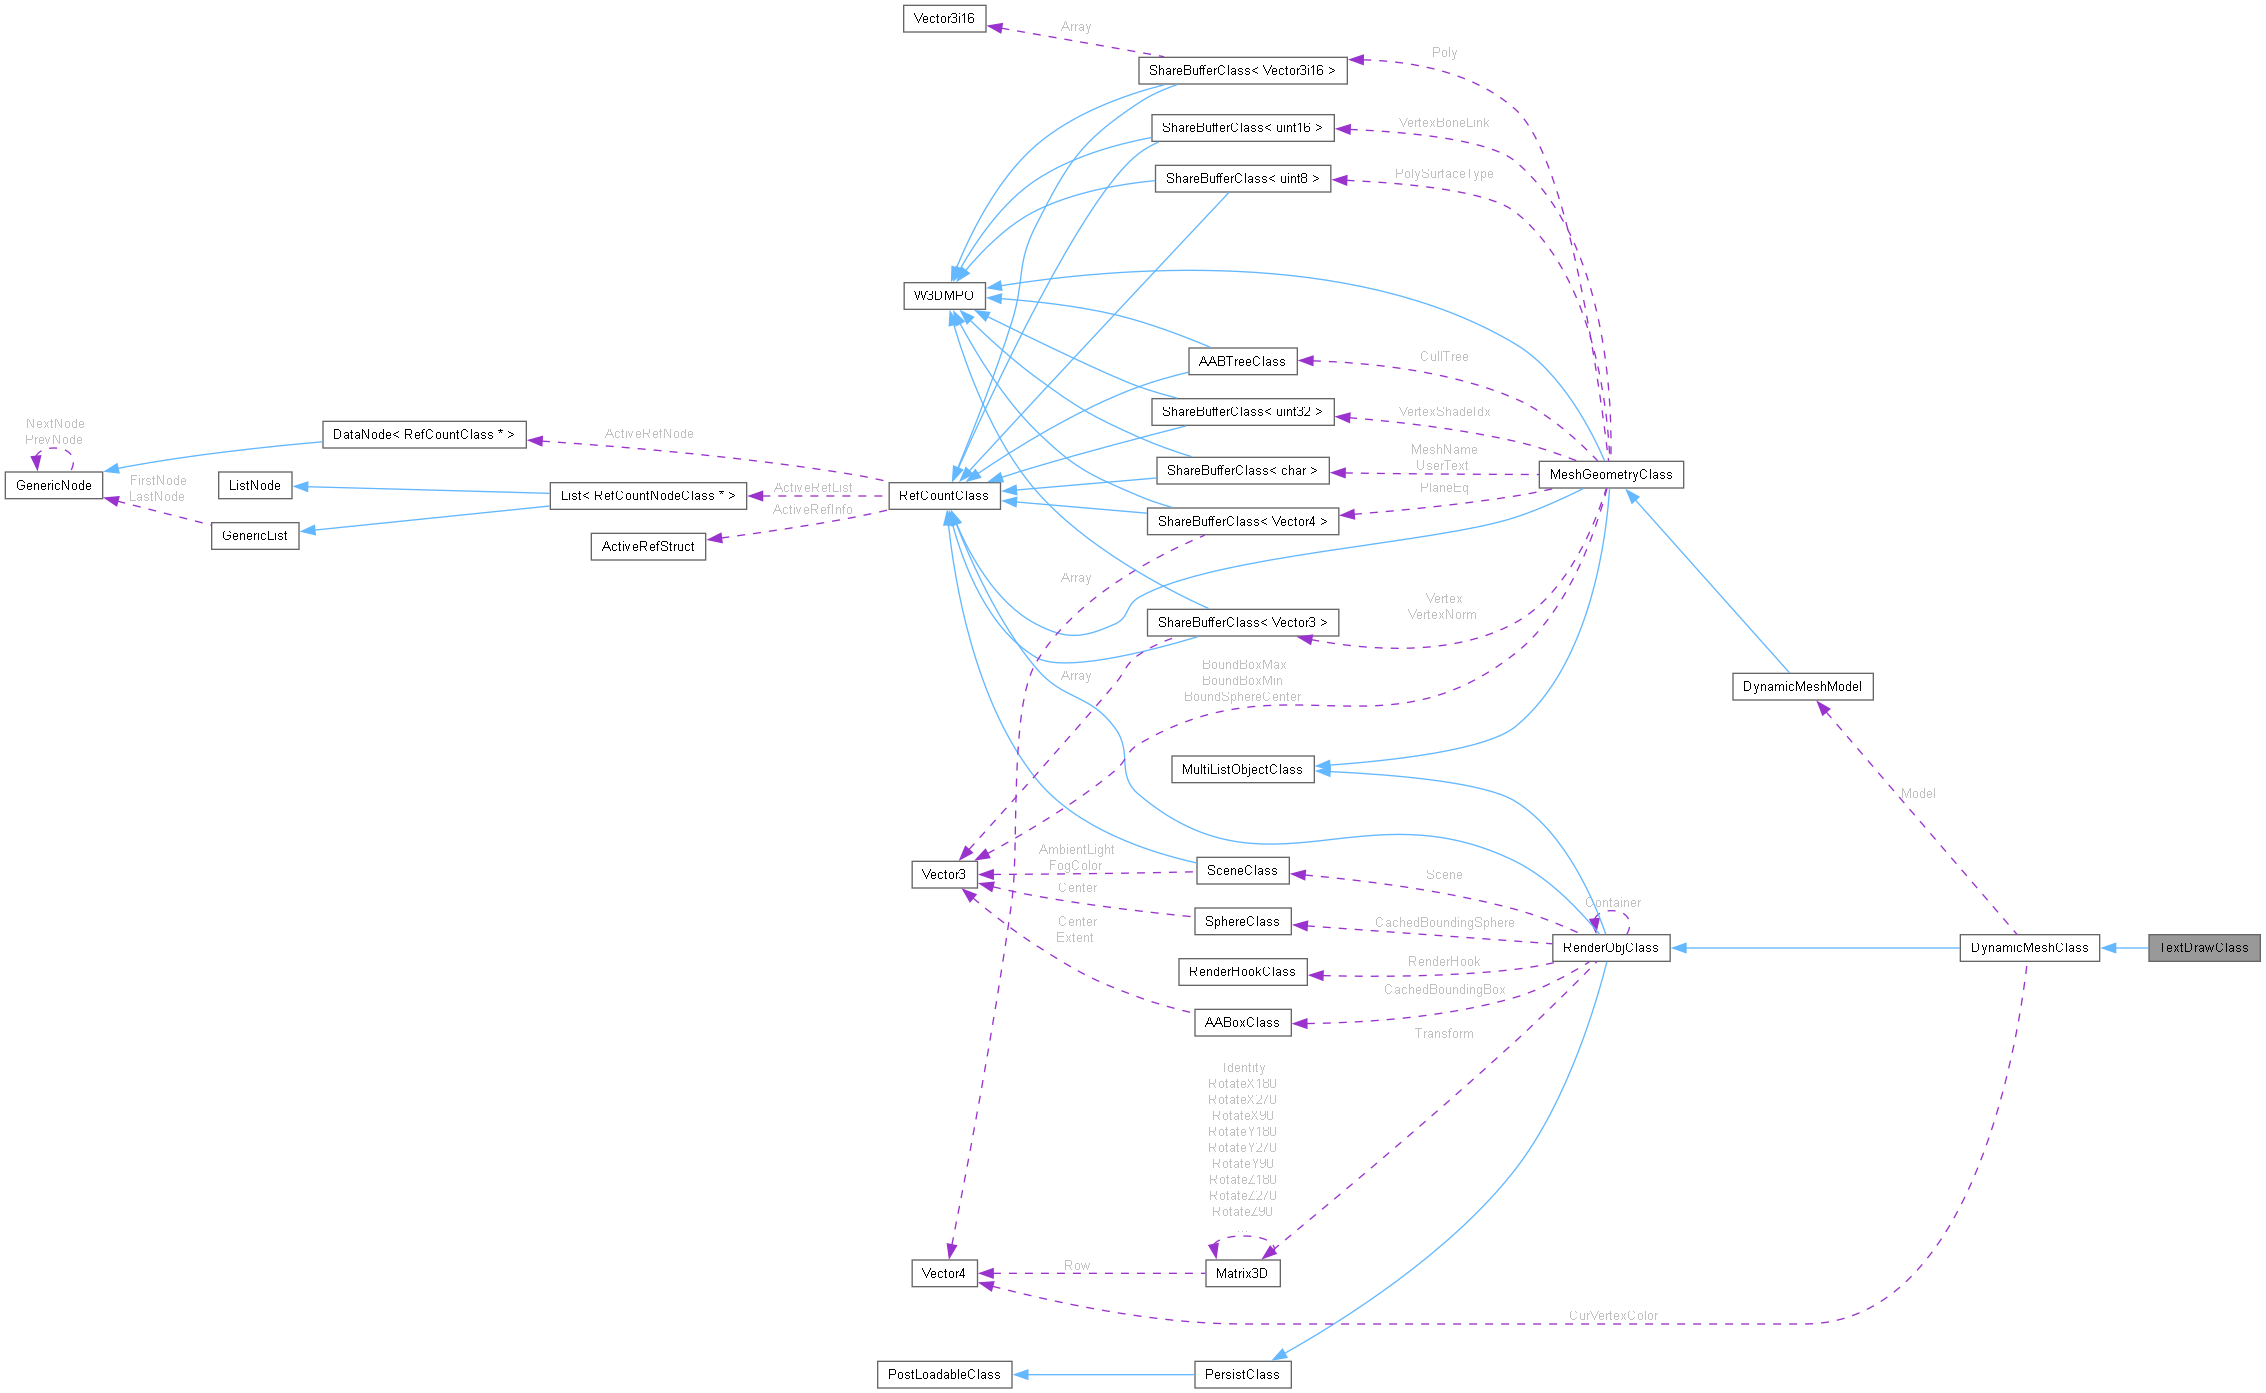 Vector3i16
Array
Poly
ShareBufferClass< Vector3i16 >
ShareBufferClass< uint16 >
VertexBoneLink
ShareBufferClass< uint8 >
PolySurfaceType
W3DMPO
AABTreeClass
CullTree
ShareBufferClass< uint32 >
VertexShadeIdx
NextNode
PrevNode
DataNode< RefCountClass * >
ActiveRefNode
ShareBufferClass< char >
MeshName
UserText
MeshGeometryClass
GenericNode
FirstNode
LastNode
ListNode
List< RefCountNodeClass * >
ActiveRefList
ActiveRefInfo
RefCountClass
PlaneEq
ShareBufferClass< Vector4 >
GenericList
ActiveRefStruct
Array
Vertex
VertexNorm
ShareBufferClass< Vector3 >
Array
BoundBoxMax
BoundBoxMin
BoundSphereCenter
DynamicMeshModel
MultiListObjectClass
Model
AmbientLight
FogColor
Vector3
SceneClass
Scene
Center
Container
SphereClass
CachedBoundingSphere
Center
Extent
RenderObjClass
DynamicMeshClass
TextDrawClass
RenderHookClass
RenderHook
CachedBoundingBox
AABoxClass
Transform
Identity
RotateX180
RotateX270
RotateX90
RotateY180
RotateY270
RotateY90
RotateZ180
RotateZ270
RotateZ90
...
Vector4
Row
Matrix3D
CurVertexColor
PostLoadableClass
PersistClass